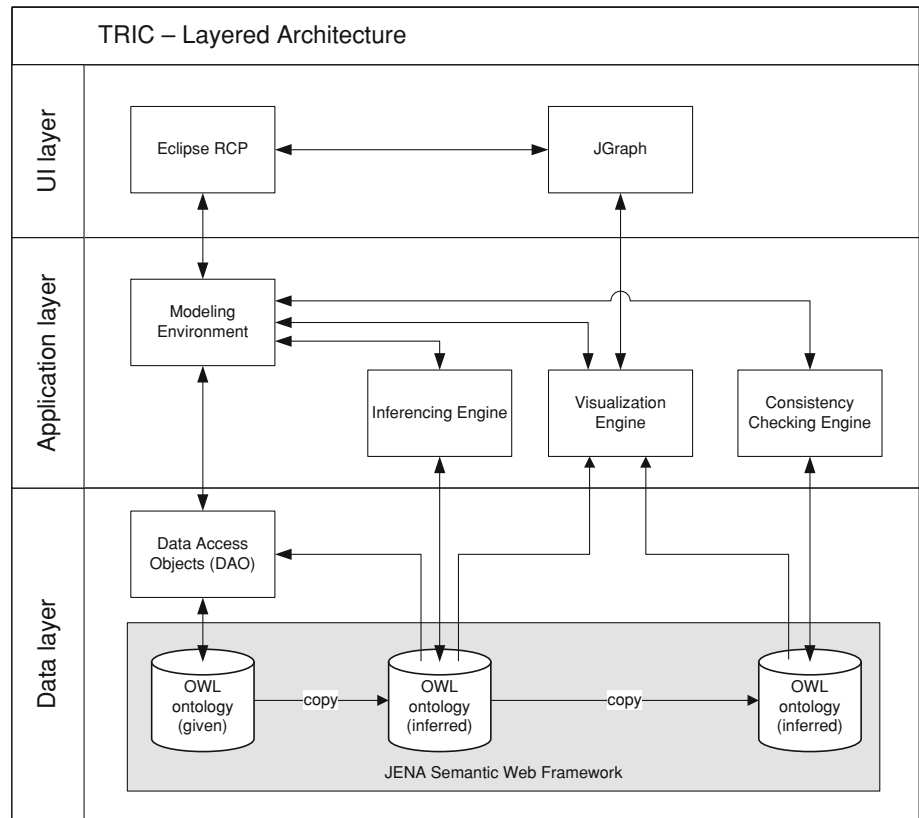 TRIC – Layered Architecture
UI layer
Eclipse RCP
JGraph
Application layer
Modeling
Environment
Inferencing Engine
Visualization
Engine
Consistency
Checking Engine
Data layer
Data Access
Objects (DAO)
OWL
ontology
(given)
copy
OWL
ontology
(inferred)
copy
OWL
ontology
(inferred)
JENA Semantic Web Framework